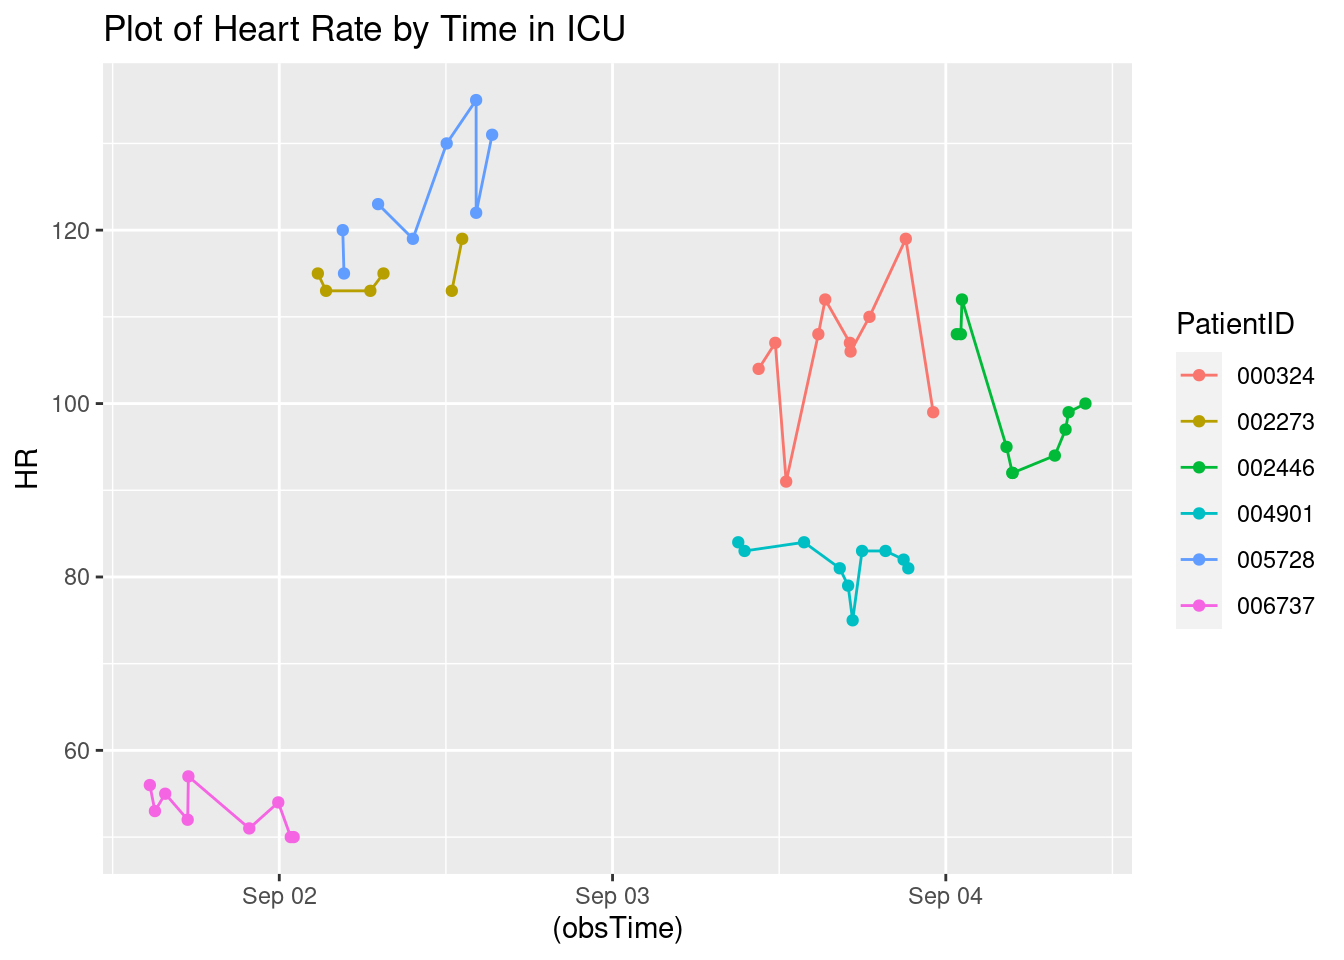 Plot of Heart Rate by Time in ICU
120
100
80
60
HR
Sep 02 Sep 03 Sep 04
(obsTime)
PatientID
000324
002273
002446
004901
005728
006737